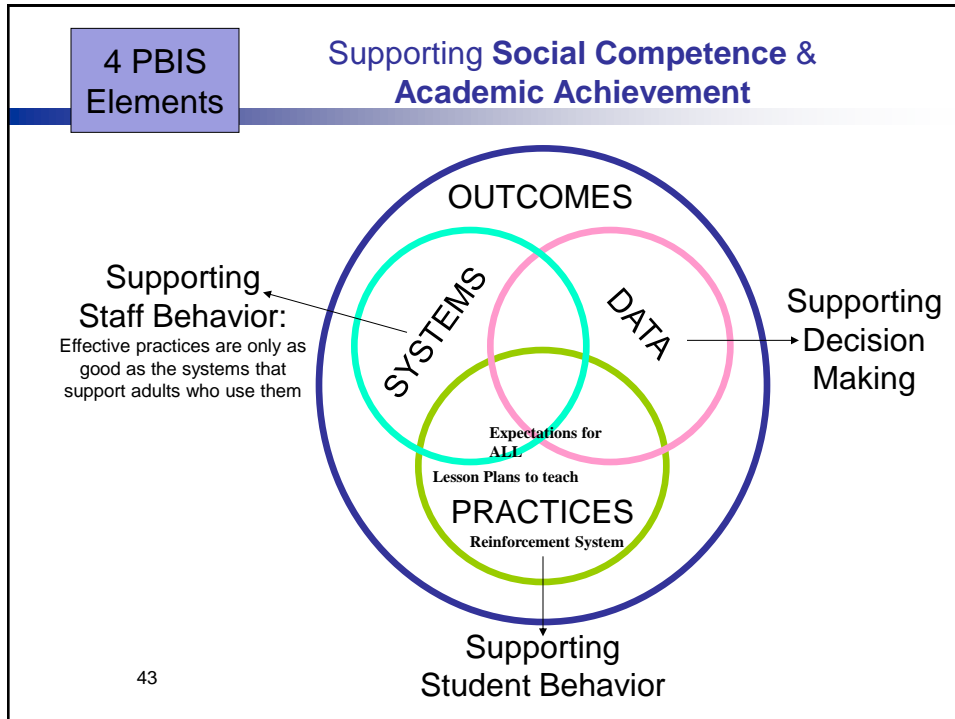 4 PBIS
Elements
Supporting Social Competence &
Academic Achievement
OUTCOMES
SYSTEMS
DATA
Supporting
Staff Behavior:
Effective practices are only as
good as the systems that
support adults who use them
Supporting
Decision
Making
Expectations for
ALL
Lesson Plans to teach
PRACTICES
Reinforcement System
Supporting
Student Behavior
43